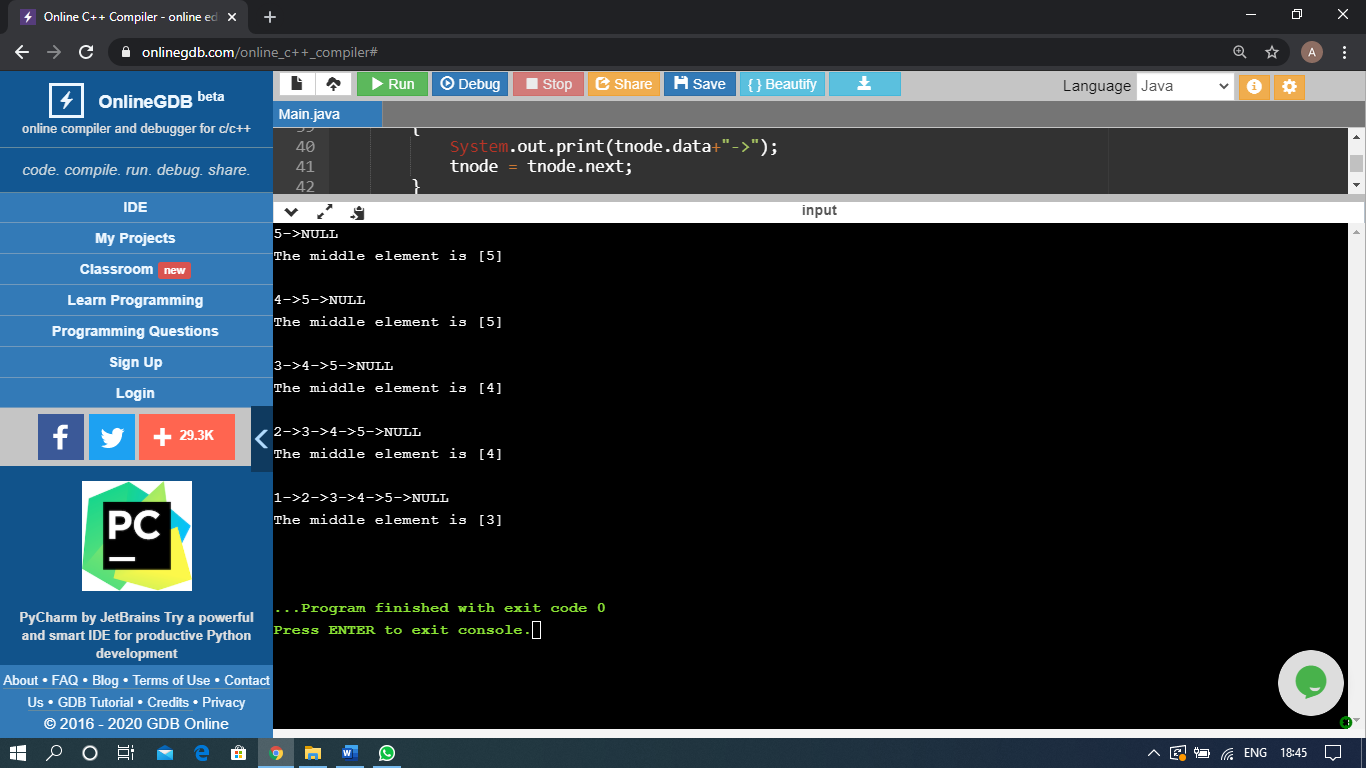 Online C++ Compiler - online ed
onlinegdb.com/online_c++_compiler#
A
OnlineGDB beta
online compiler and debugger for c/c++
code. compile. run. debug. share.
IDE
My Projects
Classroom new
Learn Programming
Programming Questions
Sign Up
Login
29.3K
PC
PyCharm by JetBrains Try a powerful
and smart IDE for productive Python
development
About • FAQ • Blog • Terms of Use • Contact
Us • GDB Tutorial • Credits • Privacy
© 2016 - 2020 GDB Online
Run Debug Stop Share Save { } Beautify Language Java
Main.java
39 {
40 System.out.print(tnode.data+"->");
41 tnode = tnode.next;
42 }
input
5->NULL
The middle element is [5]
4->5->NULL
The middle element is [5]
3->4->5->NULL
The middle element is [4]
2->3->4->5->NULL
The middle element is [4]
1->2->3->4->5->NULL
The middle element is [3]
...Program finished with exit code 0
Press ENTER to exit console.
ENG 18:45